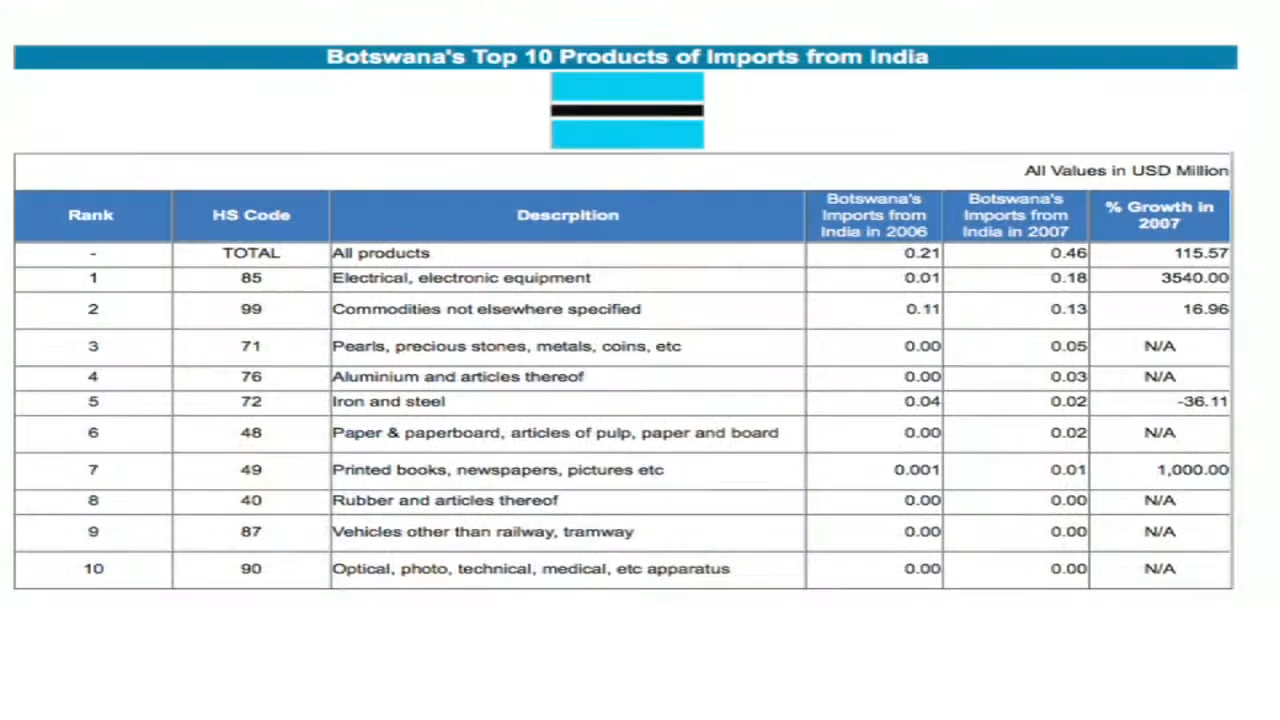 Botswana's Top 10 Products of Imports from India
All Values in USD Million
Rank HS Code Descrpition Botswana's Imports from India in 2006 Botswana's Imports from India in 2007 % Growth in 2007
- TOTAL All products 0.21 0.46 115.57
1 85 Electrical, electronic equipment 0.01 0.18 3540.00
2 99 Commodities not elsewhere specified 0.11 0.13 16.96
3 71 Pearls, precious stones, metals, coins, etc 0.00 0.05 N/A
4 76 Aluminium and articles thereof 0.00 0.03 N/A
5 72 Iron and steel 0.04 0.02 -36.11
6 48 Paper & paperboard, articles of pulp, paper and board 0.00 0.02 N/A
7 49 Printed books, newspapers, pictures etc 0.001 0.01 1,000.00
8 40 Rubber and articles thereof 0.00 0.00 N/A
9 87 Vehicles other than railway, tramway 0.00 0.00 N/A
10 90 Optical, photo, technical, medical, etc apparatus 0.00 0.00 N/A